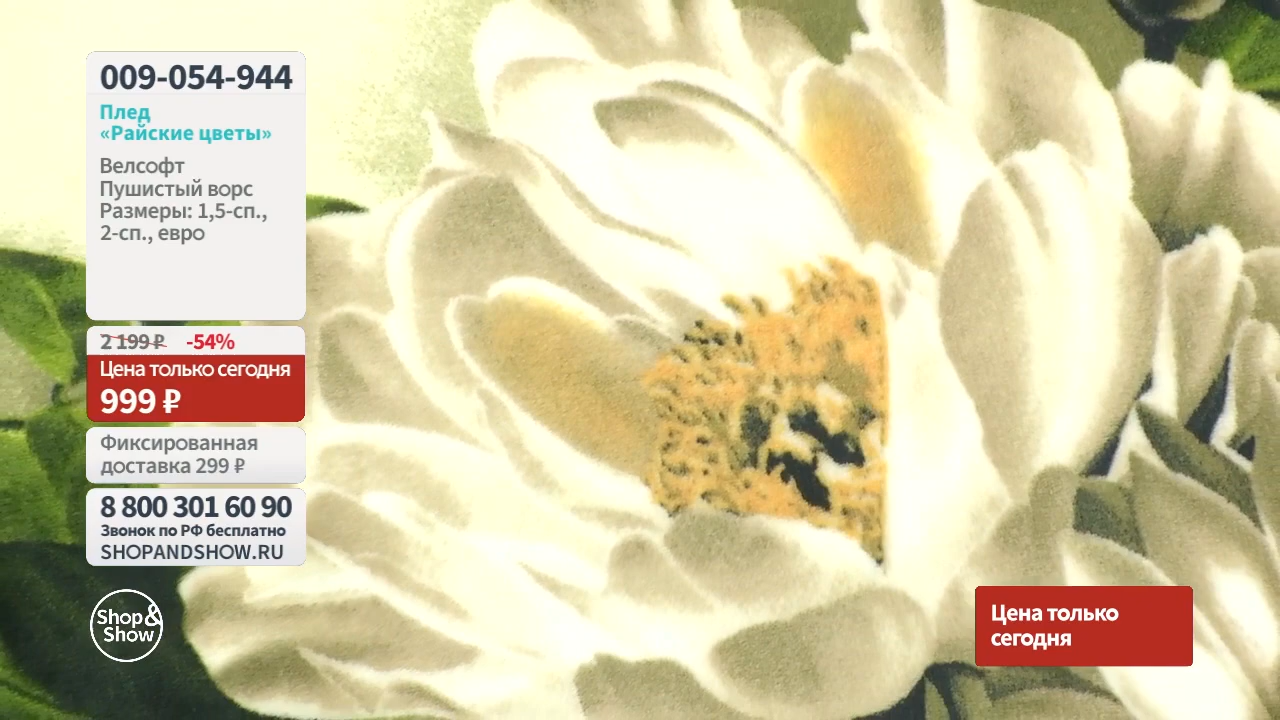 009-054-944
Плед
«Райские цветы»
Велсофт
Пушистый ворс
Размеры: 1,5-сп.,
2-сп., евро
2 199 ₽ -54%
Цена только сегодня
999 ₽
Фиксированная
доставка 299 ₽
8 800 301 60 90
Звонок по РФ бесплатно
SHOPANDSHOW.RU
Shop&
Show
Цена только
сегодня